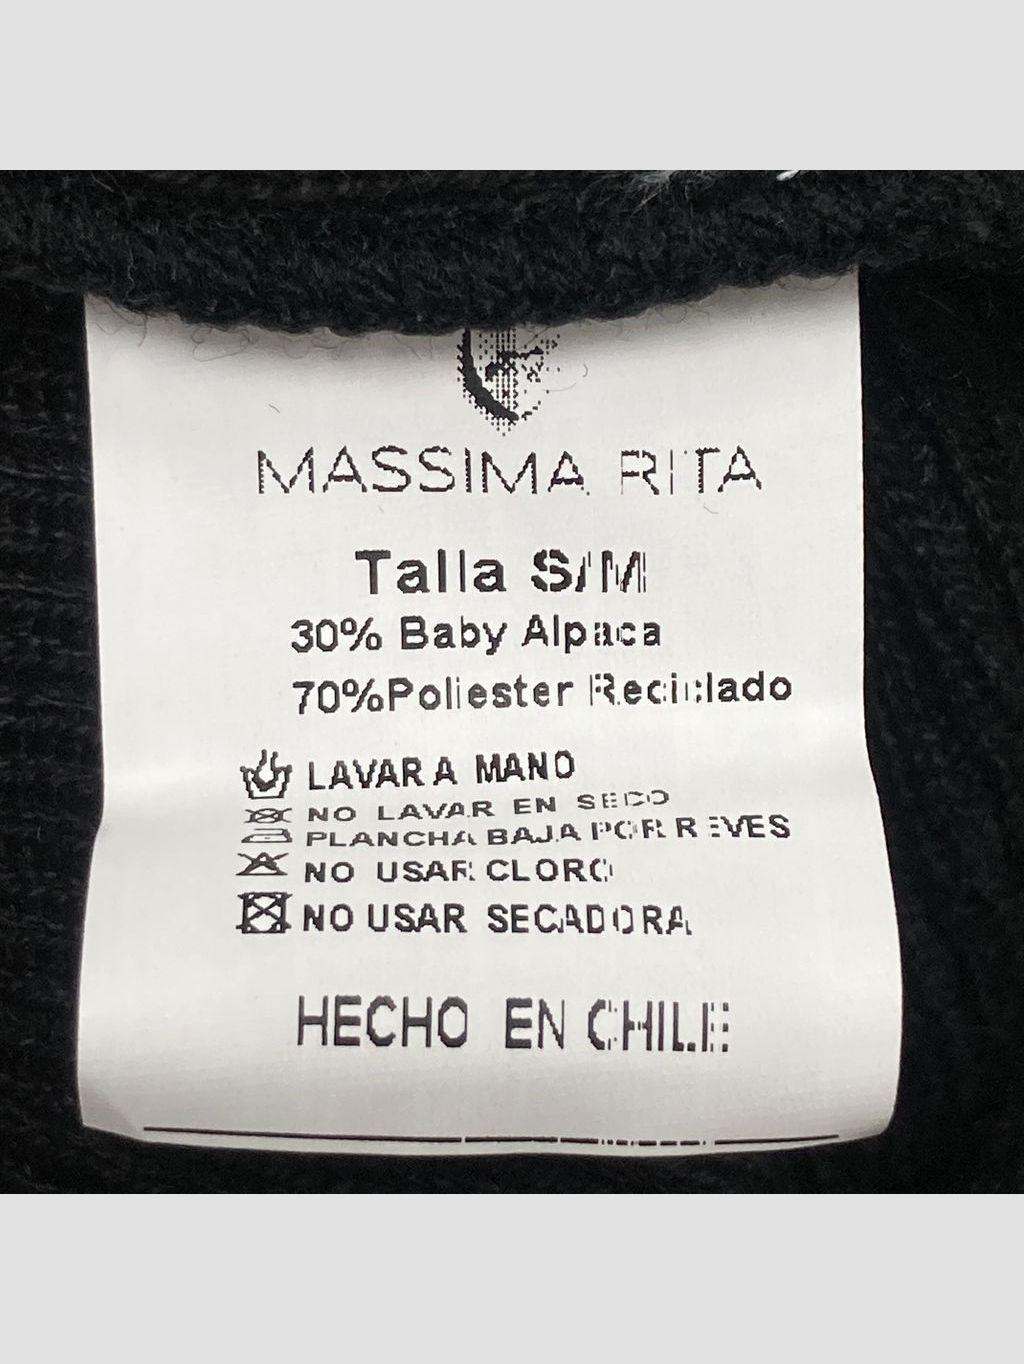 MASSIMA RITA
Talla S/M
30% Baby Alpaca
70%Poliester Reciclado
LAVAR A MANO
NO LAVAR EN SECO
PLANCHA BAJA POR REVES
NO USAR CLORO
NO USAR SECADORA
HECHO EN CHILE